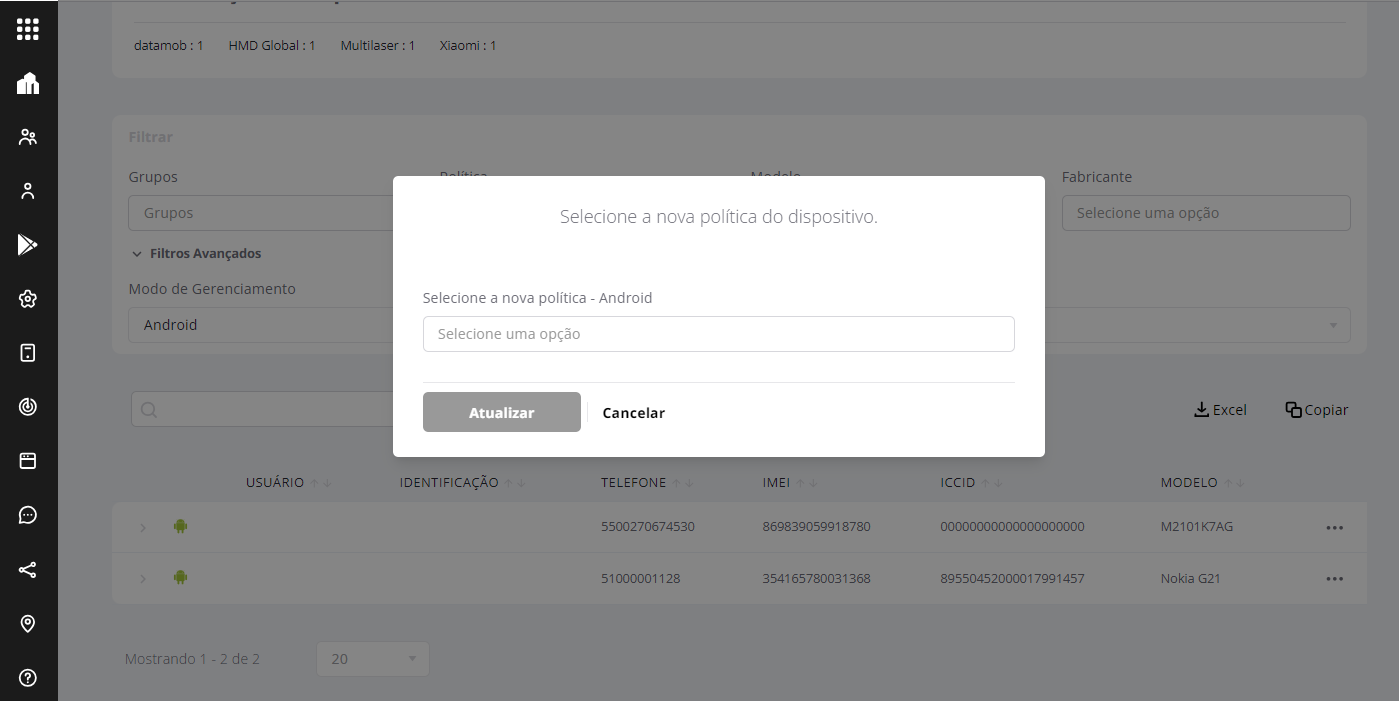 datamob : 1 HMD Global : 1 Multilaser : 1 Xiaomi : 1
Filtrar
Grupos Política Modelo Fabricante
Grupos Selecione uma opção
Filtros Avançados
Modo de Gerenciamento
Android
Selecione a nova política do dispositivo.
Selecione a nova política - Android
Selecione uma opção
Atualizar Cancelar
Excel Copiar
USUÁRIO IDENTIFICAÇÃO TELEFONE IMEI ICCID MODELO
5500270674530 869839059918780 00000000000000000000 M2101K7AG
51000001128 354165780031368 89550452000017991457 Nokia G21
Mostrando 1 - 2 de 2 20